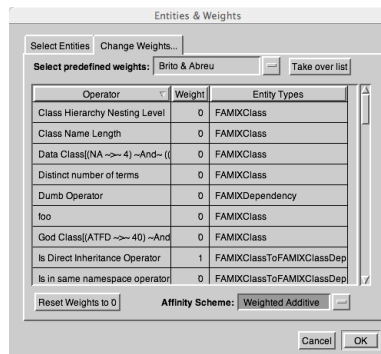 Entities & Weights
Select Entities Change Weights...
Select predefined weights: Brito & Abreu Take over list
Operator Weight Entity Types
Class Hierarchy Nesting Level 0 FAMIXClass
Class Name Length 0 FAMIXClass
Data Class[(NA ~>~ 4) ~And~ ((  0 FAMIXClass
Distinct number of terms 0 FAMIXClass
Dumb Operator 0 FAMIXDependency
foo 0 FAMIXClass
God Class[(ATFD ~>~ 40) ~And 0 FAMIXClass
Is Direct Inheritance Operator 1 FAMIXClassToFAMIXClassDep
Is in same namespace operator 0 FAMIXClassToFAMIXClassDep
Reset Weights to 0 Affinity Scheme: Weighted Additive
Cancel OK